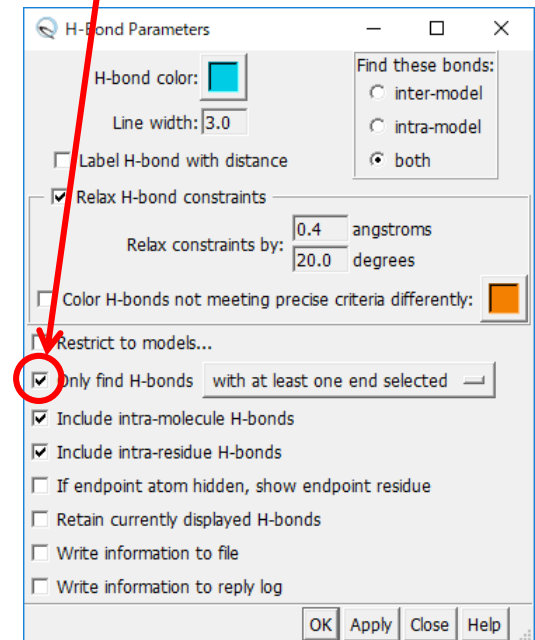 H-Bond Parameters
H-bond color:
Line width: 3.0
Label H-bond with distance
Find these bonds:
inter-model
intra-model
both
Relax H-bond constraints
Relax constraints by: 0.4 angstroms
20.0 degrees
Color H-bonds not meeting precise criteria differently:
Restrict to models...
Only find H-bonds with at least one end selected
Include intra-molecule H-bonds
Include intra-residue H-bonds
If endpoint atom hidden, show endpoint residue
Retain currently displayed H-bonds
Write information to file
Write information to reply log
OK Apply Close Help